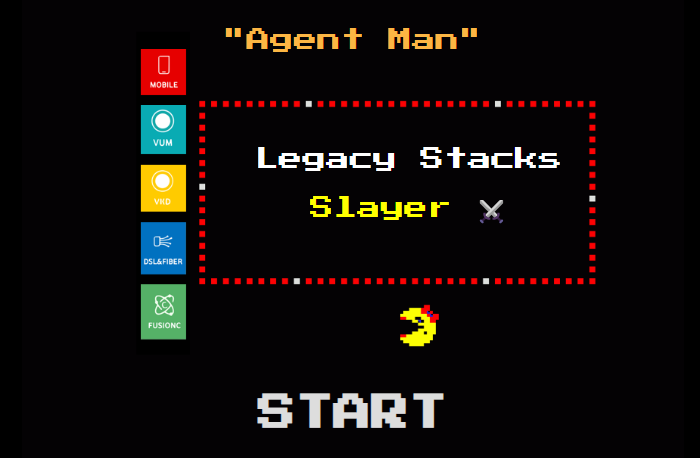 "Agent Man"
MOBILE
VUM
VKD
DSL&FIBER
FUSIONC
Legacy Stacks
Slayer
START